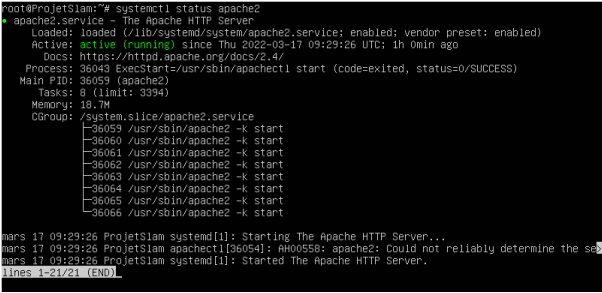 root@ProjetSlam:~# systemctl status apache2
● apache2.service - The Apache HTTP Server
     Loaded: loaded (/lib/systemd/system/apache2.service; enabled; vendor preset: enabled)
     Active: active (running) since Thu 2022-03-17 09:29:26 UTC; 1h 0min ago
       Docs: https://httpd.apache.org/docs/2.4/
    Process: 36043 ExecStart=/usr/sbin/apachectl start (code=exited, status=0/SUCCESS)
   Main PID: 36059 (apache2)
      Tasks: 8 (limit: 3394)
     Memory: 18.7M
     CGroup: /system.slice/apache2.service
             ├─36059 /usr/sbin/apache2 -k start
             ├─36060 /usr/sbin/apache2 -k start
             ├─36061 /usr/sbin/apache2 -k start
             ├─36062 /usr/sbin/apache2 -k start
             ├─36063 /usr/sbin/apache2 -k start
             ├─36064 /usr/sbin/apache2 -k start
             ├─36065 /usr/sbin/apache2 -k start
             └─36066 /usr/sbin/apache2 -k start
mars 17 09:29:26 ProjetSlam systemd[1]: Starting The Apache HTTP Server...
mars 17 09:29:26 ProjetSlam apachectl[36054]: AH00558: apache2: Could not reliably determine the se>
mars 17 09:29:26 ProjetSlam systemd[1]: Started The Apache HTTP Server.
lines 1-21/21 (END)